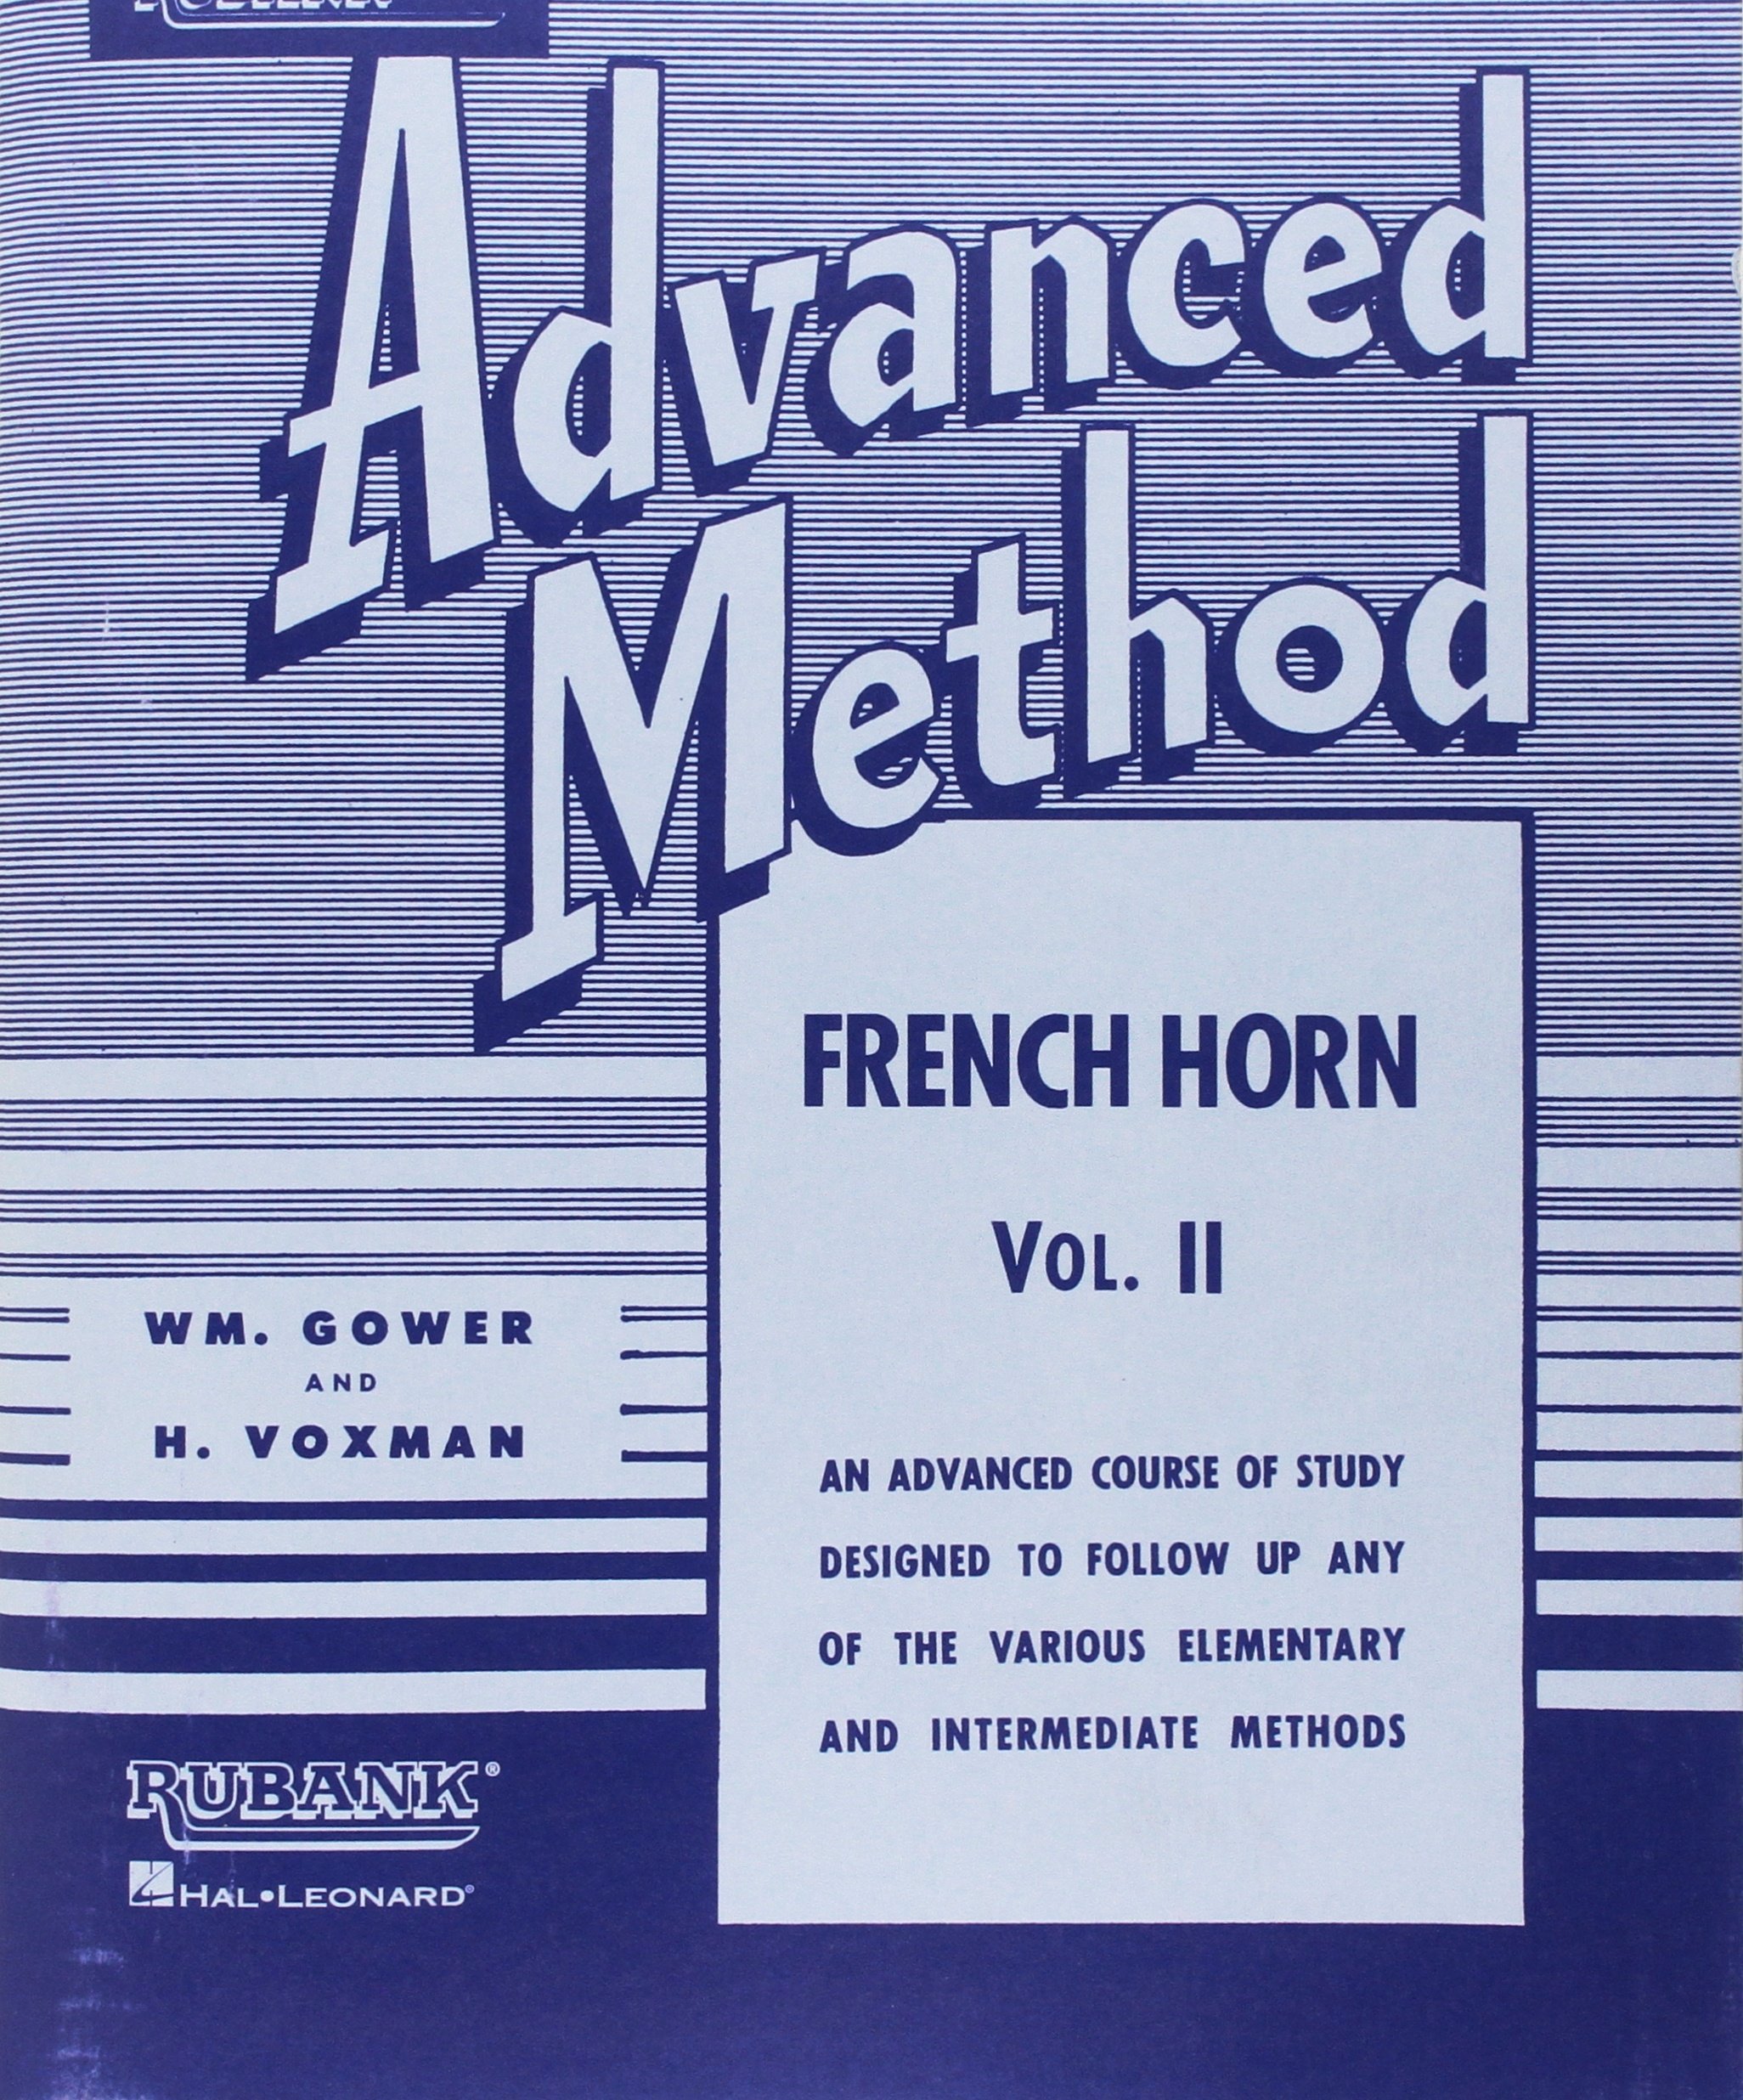 Advanced
Method
FRENCH HORN
VOL. II
WM. GOWER
AND
H. VOXMAN
AN ADVANCED COURSE OF STUDY
DESIGNED TO FOLLOW UP ANY
OF THE VARIOUS ELEMENTARY
AND INTERMEDIATE METHODS
RUBANK®
HAL•LEONARD®